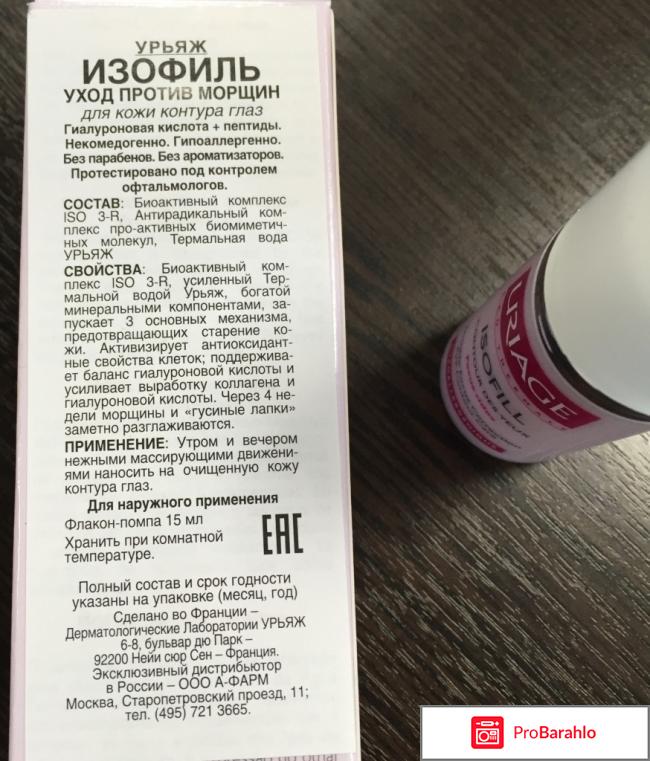 УРЬЯЖ
ИЗОФИЛЬ
УХОД ПРОТИВ МОРЩИН
для кожи контура глаз
Гиалуроновая кислота + пептиды.
Некомедогенно. Гипоаллергенно.
Без парабенов. Без ароматизаторов.
Протестировано под контролем
офтальмологов.
СОСТАВ: Биоактивный комплекс
ISO 3-R, Антирадикальный ком-
плекс про-активных биомиметич-
ных молекул, Термальная вода
УРЬЯЖ
СВОЙСТВА: Биоактивный ком-
плекс ISO 3-R, усиленный Тер-
мальной водой Урьяж, богатой
минеральными компонентами, за-
пускает 3 основных механизма,
предотвращающих старение ко-
жи. Активизирует антиоксидант-
ные свойства клеток; поддержива-
ет баланс гиалуроновой кислоты и
усиливает выработку коллагена и
гиалуроновой кислоты. Через 4 не-
дели морщины и «гусиные лапки»
заметно разглаживаются.
ПРИМЕНЕНИЕ: Утром и вечером
нежными массирующими движени-
ями наносить на очищенную кожу
контура глаз.
Для наружного применения
Флакон-помпа 15 мл
Хранить при комнатной
температуре.
EAC
Полный состав и срок годности
указаны на упаковке (месяц, год)
Сделано во Франции –
Дерматологические Лаборатории УРЬЯЖ
6-8, бульвар дю Парк –
92200 Нейи сюр Сен – Франция.
Эксклюзивный дистрибьютор
в России – ООО А-ФАРМ
Москва, Старопетровский проезд, 11;
тел. (495) 721 3665.
URIAGE
ISOFILL
CONTOUR DES YEUX
ProBarahlo